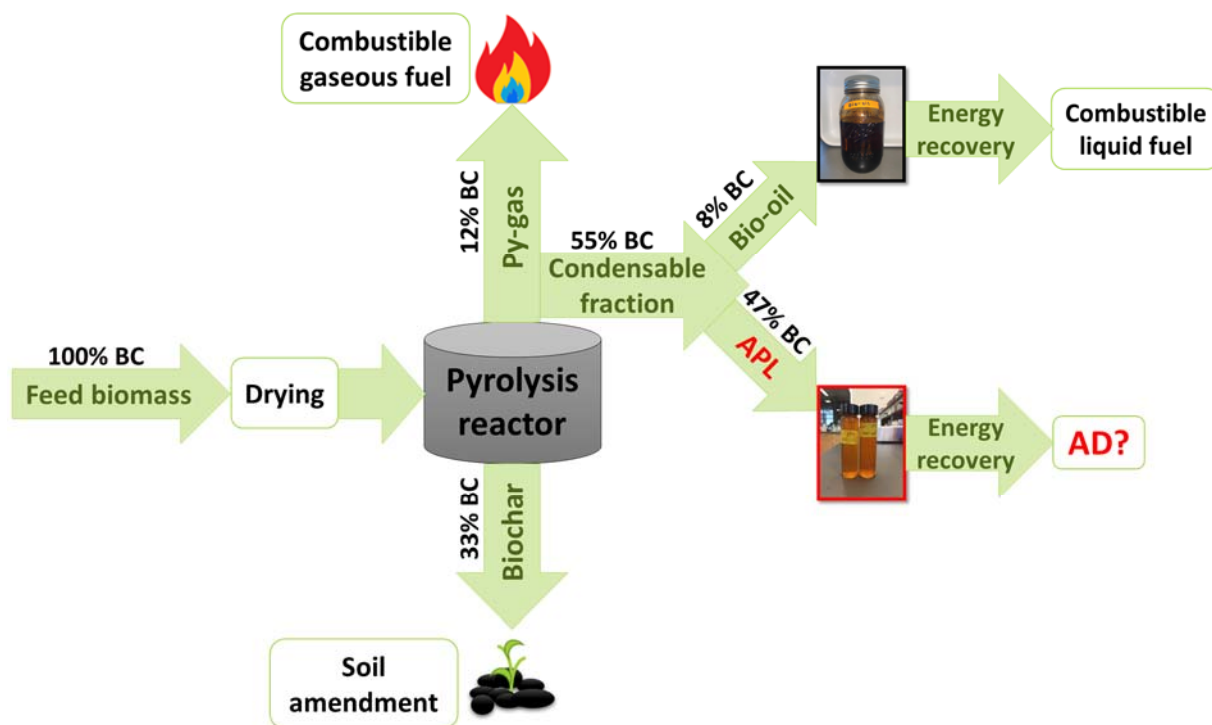 Combustible
gaseous fuel
12% BC
Py-gas
55% BC
Condensable
fraction
8% BC
Bio-oil
Energy
recovery
Combustible
liquid fuel
47% BC
APL
Energy
recovery
AD?
100% BC
Feed biomass
Drying
Pyrolysis
reactor
33% BC
Biochar
Soil
amendment